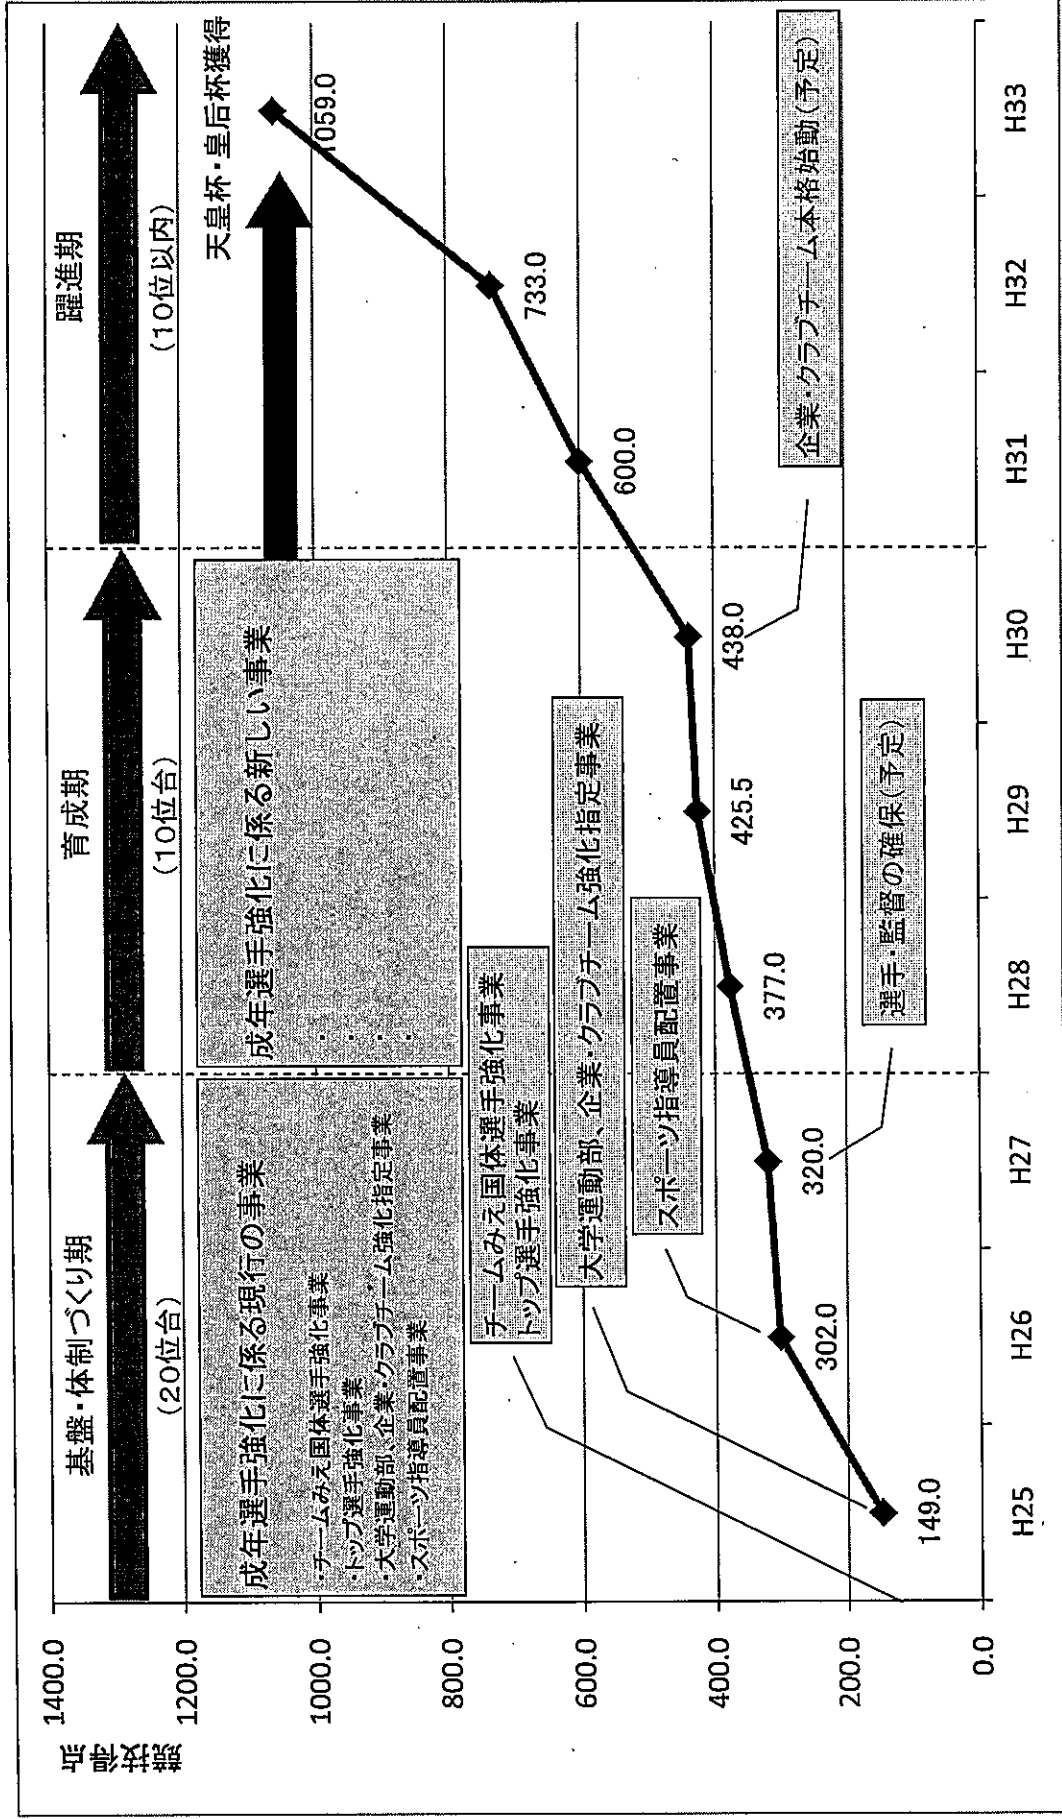 競技得点
1400.0
1200.0
1000.0
800.0
600.0
400.0
200.0
0.0
基盤・体制づくり期
(20位台)
育成期
(10位台)
躍進期
(10位以内)
成年選手強化に係る現行の事業
・チームみえ国体選手強化事業
・トップ選手強化事業
・大学運動部、企業・クラブチーム強化指定事業
・スポーツ指導員配置事業
成年選手強化に係る新しい事業
・
・
・
・
天皇杯・皇后杯獲得
チームみえ国体選手強化事業
トップ選手強化事業
大学運動部、企業・クラブチーム強化指定事業
スポーツ指導員配置事業
選手・監督の確保(予定)
企業・クラブチーム本格始動(予定)
149.0
302.0
320.0
377.0
425.5
438.0
600.0
733.0
1059.0
H25
H26
H27
H28
H29
H30
H31
H32
H33